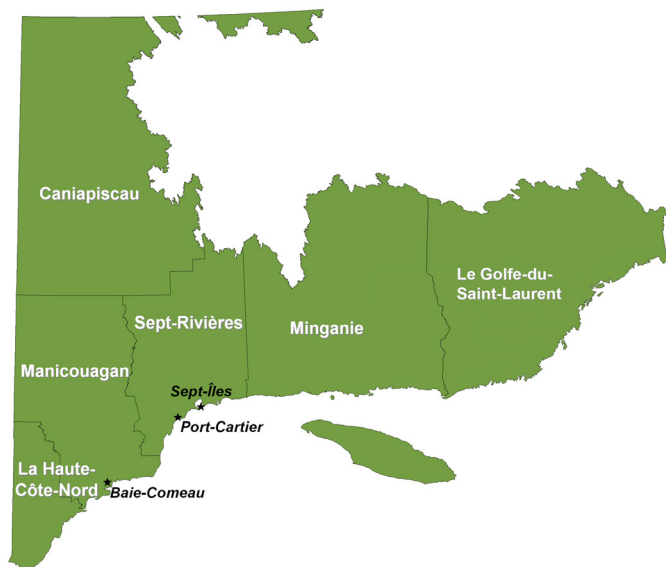 Caniapiscau
Le Golfe-du-
Saint-Laurent
Sept-Rivières
Minganie
Manicouagan
Sept-Îles
Port-Cartier
La Haute-
Côte-Nord
Baie-Comeau